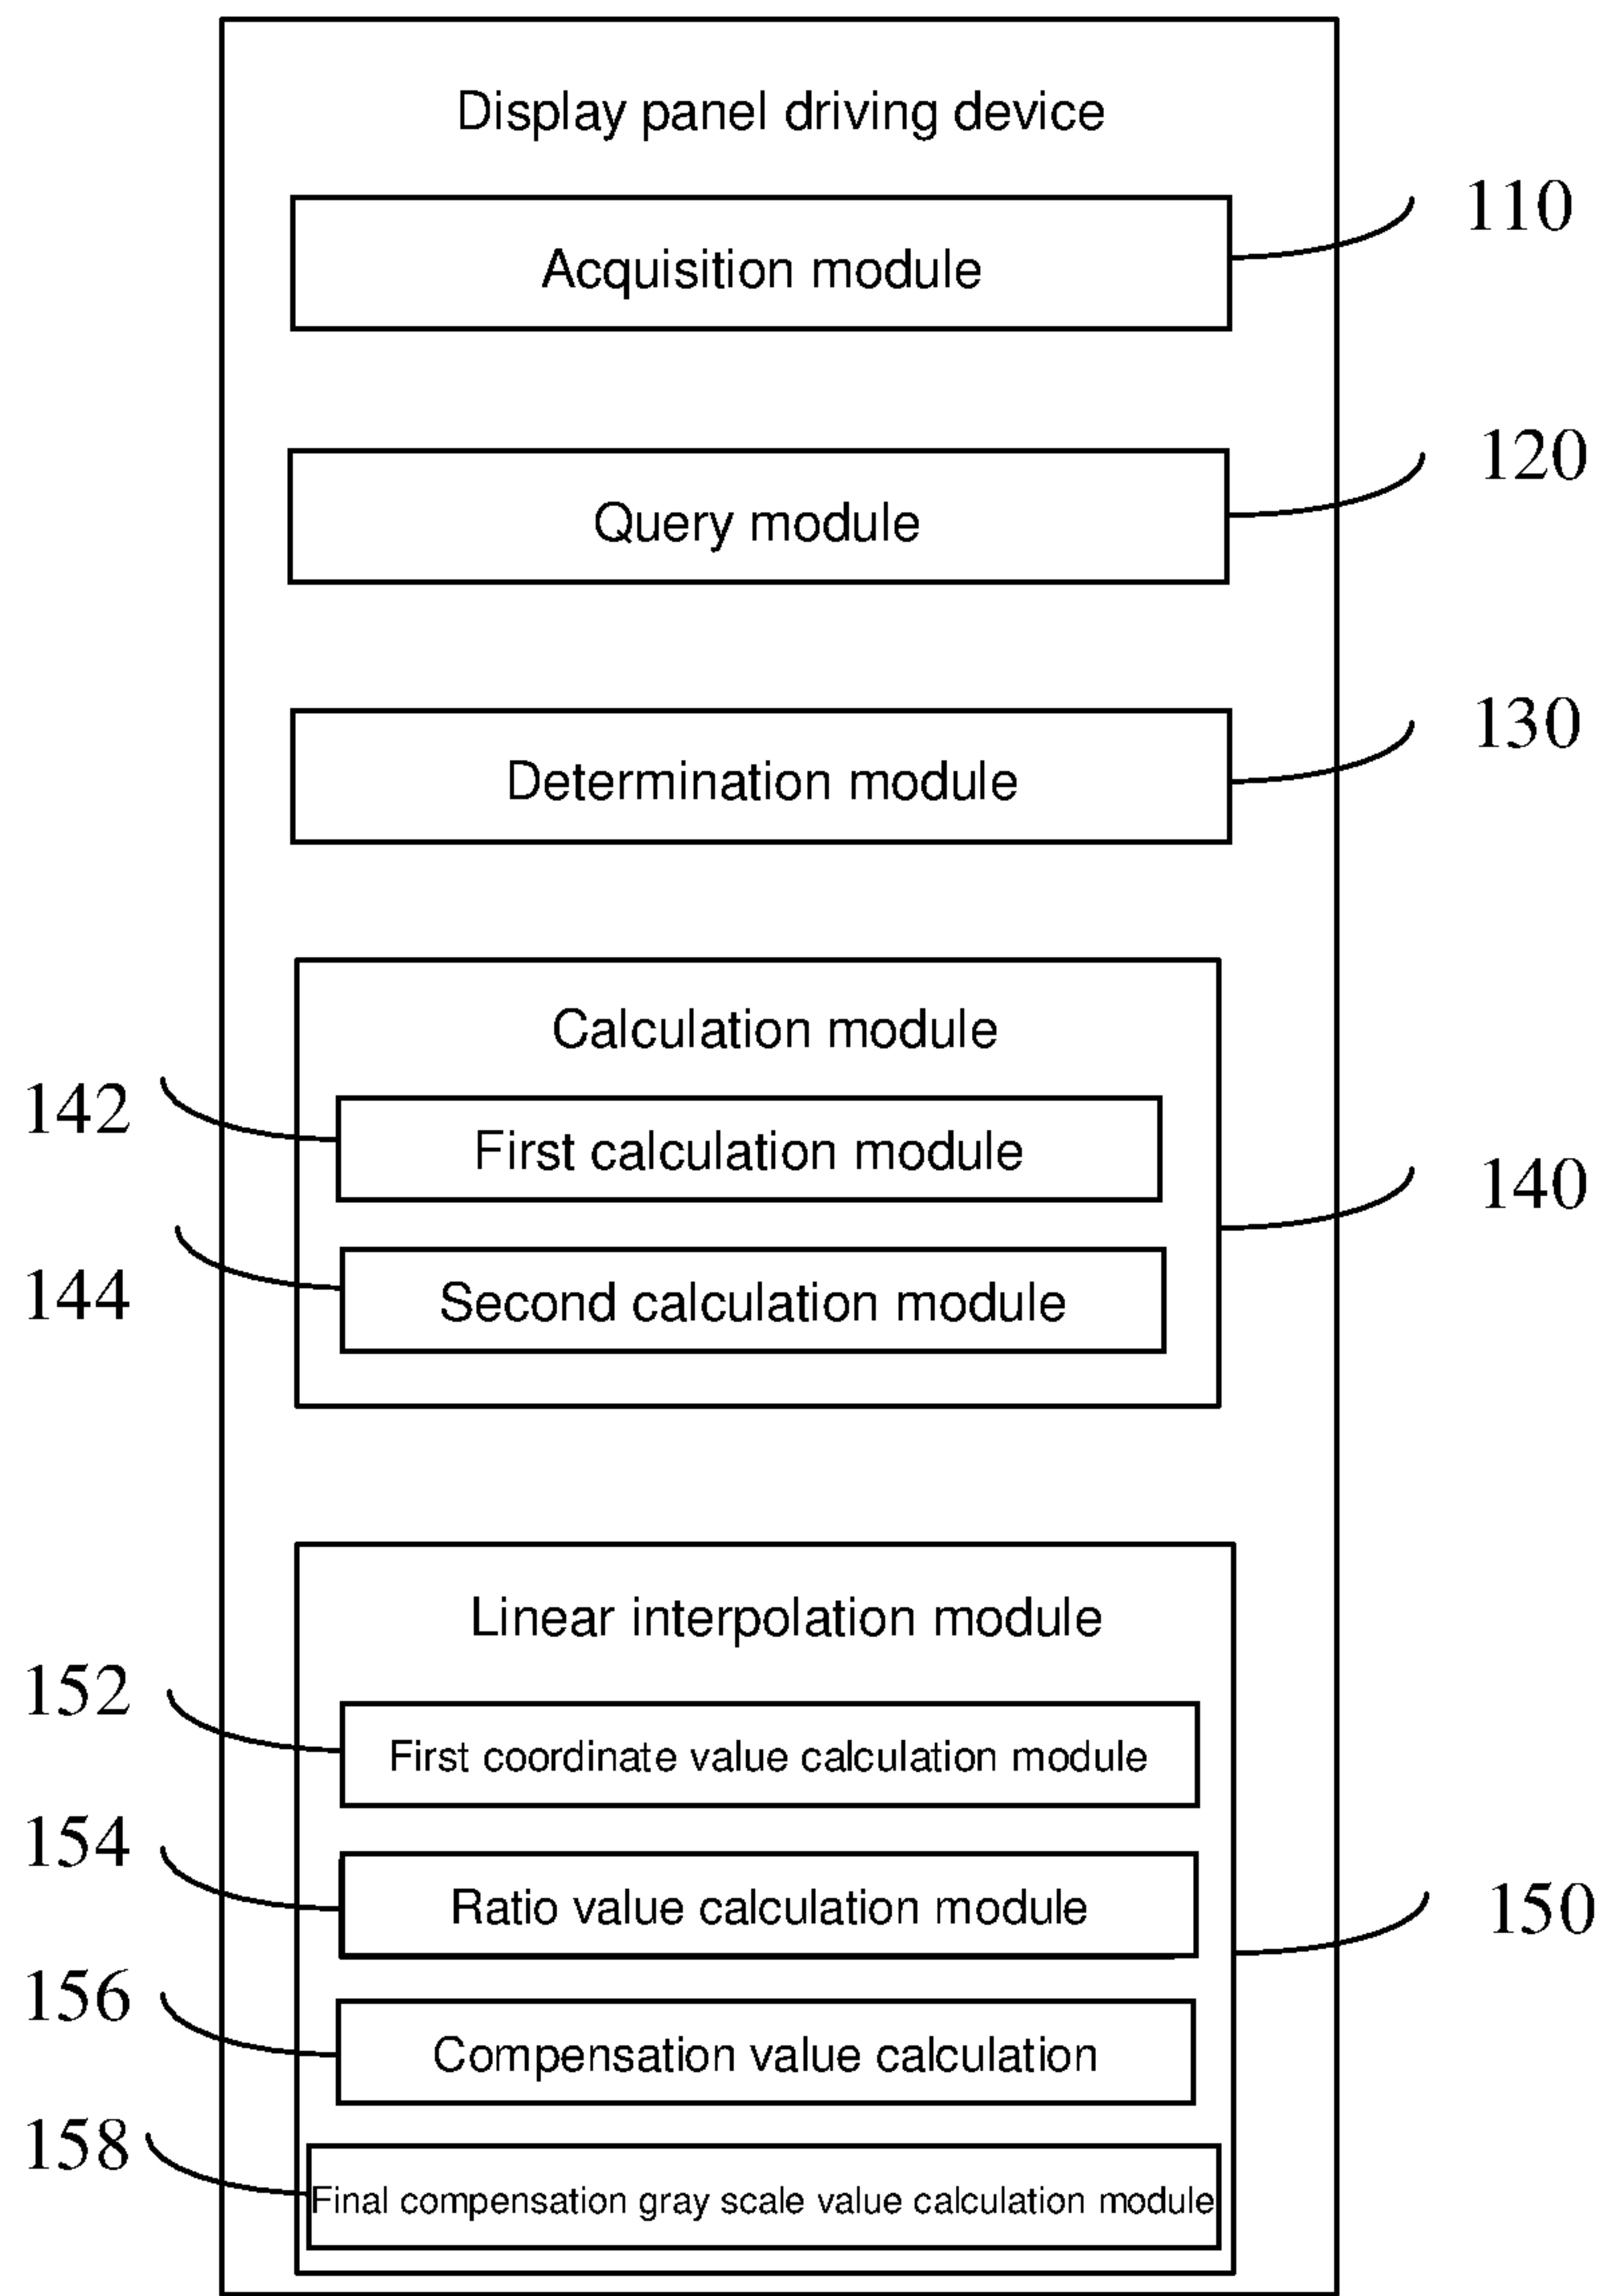 Display panel driving device
Acquisition module
110
Query module
120
Determination module
130
Calculation module
142
First calculation module
140
144
Second calculation module
Linear interpolation module
152
First coordinate value calculation module
154
Ratio value calculation module
150
156
Compensation value calculation
158
Final compensation gray scale value calculation module